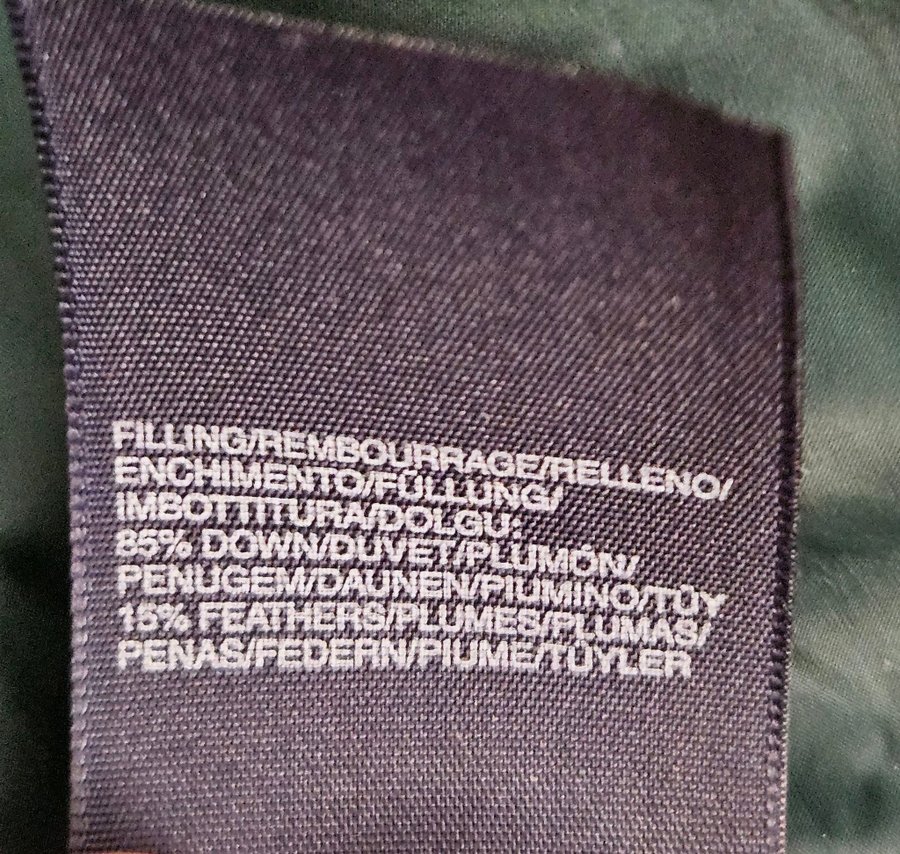 FILLING/REMBOURRAGE/RELLENO/
ENCHIMENTO/FÜLLUNG/
IMBOTTITURA/DOLGU:
85% DOWN/DUVET/PLUMÓN/
PENUGEM/DAUNEN/PIUMINO/TÜY
15% FEATHERS/PLUMES/PLUMAS/
PENAS/FEDERN/PIUME/TÜYLER